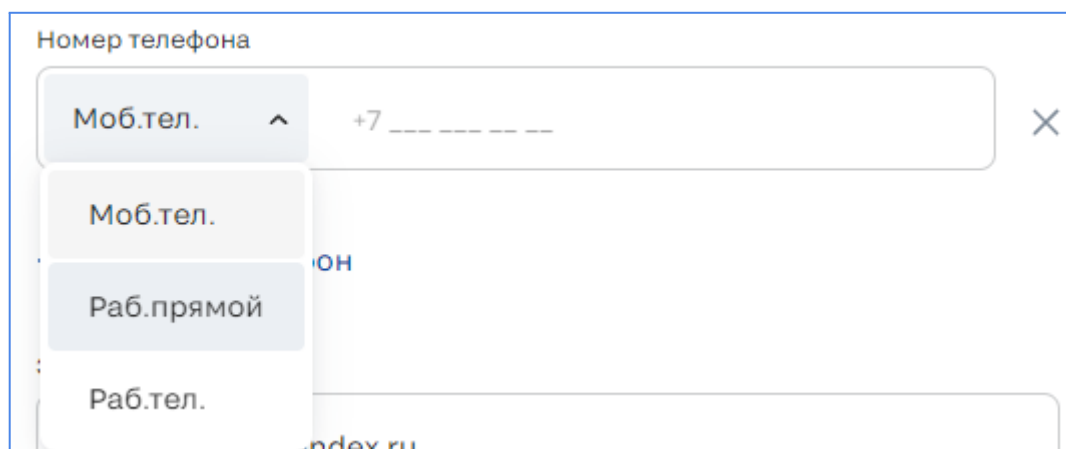 Номер телефона
Моб.тел.
+7 ___ ___ __ __
Моб.тел.
Раб.прямой
Раб.тел.